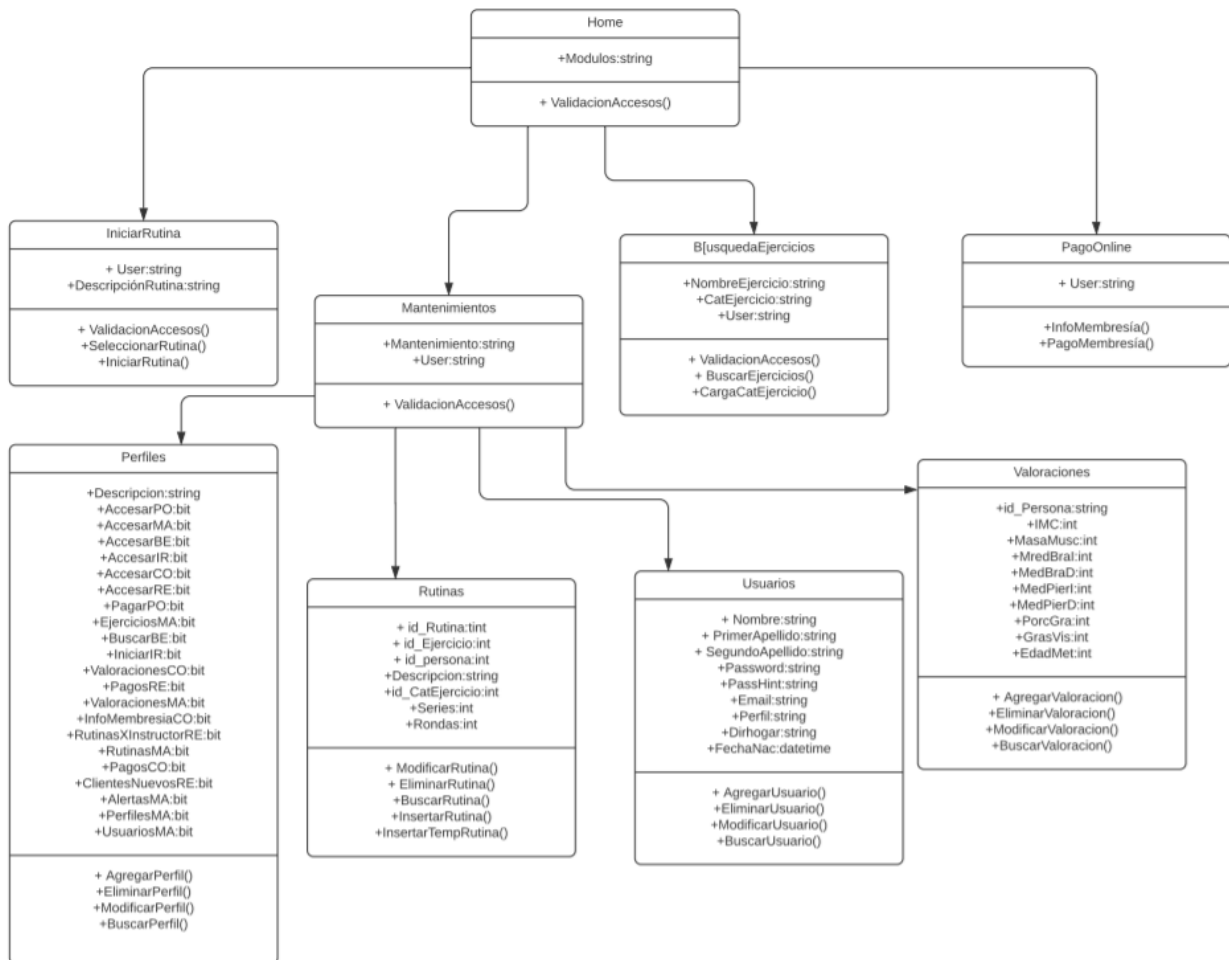 Home
+Modulos:string
+ ValidacionAccesos()
IniciarRutina
+ User:string
+DescripciónRutina:string
+ ValidacionAccesos()
+SeleccionarRutina()
+IniciarRutina()
Mantenimientos
+Mantenimiento:string
+User:string
+ ValidacionAccesos()
B[usquedaEjercicios
+NombreEjercicio:string
+CatEjercicio:string
+User:string
+ ValidacionAccesos()
+ BuscarEjercicios()
+CargaCatEjercicio()
PagoOnline
+ User:string
+InfoMembresía()
+PagoMembresía()
Perfiles
+Descripcion:string
+AccesarPO:bit
+AccesarMA:bit
+AccesarBE:bit
+AccesarIR:bit
+AccesarCO:bit
+AccesarRE:bit
+PagarPO:bit
+EjerciciosMA:bit
+BuscarBE:bit
+IniciarIR:bit
+ValoracionesCO:bit
+PagosRE:bit
+ValoracionesMA:bit
+InfoMembresiaCO:bit
+RutinasXInstructorRE:bit
+RutinasMA:bit
+PagosCO:bit
+ClientesNuevosRE:bit
+AlertasMA:bit
+PerfilesMA:bit
+UsuariosMA:bit
+ AgregarPerfil()
+EliminarPerfil()
+ModificarPerfil()
+BuscarPerfil()
Rutinas
+ id_Rutina:tint
+ id_Ejercicio:int
+ id_persona:int
+Descripcion:string
+id_CatEjercicio:int
+Series:int
+Rondas:int
+ ModificarRutina()
+ EliminarRutina()
+BuscarRutina()
+InsertarRutina()
+InsertarTempRutina()
Usuarios
+ Nombre:string
+ PrimerApellido:string
+ SegundoApellido:string
+Password:string
+PassHint:string
+Email:string
+Perfil:string
+Dirhogar:string
+FechaNac:datetime
+ AgregarUsuario()
+EliminarUsuario()
+ModificarUsuario()
+BuscarUsuario()
Valoraciones
+id_Persona:string
+IMC:int
+MasaMusc:int
+MredBraI:int
+MedBraD:int
+MedPierI:int
+MedPierD:int
+PorcGra:int
+GrasVis:int
+EdadMet:int
+ AgregarValoracion()
+EliminarValoracion()
+ModificarValoracion()
+BuscarValoracion()